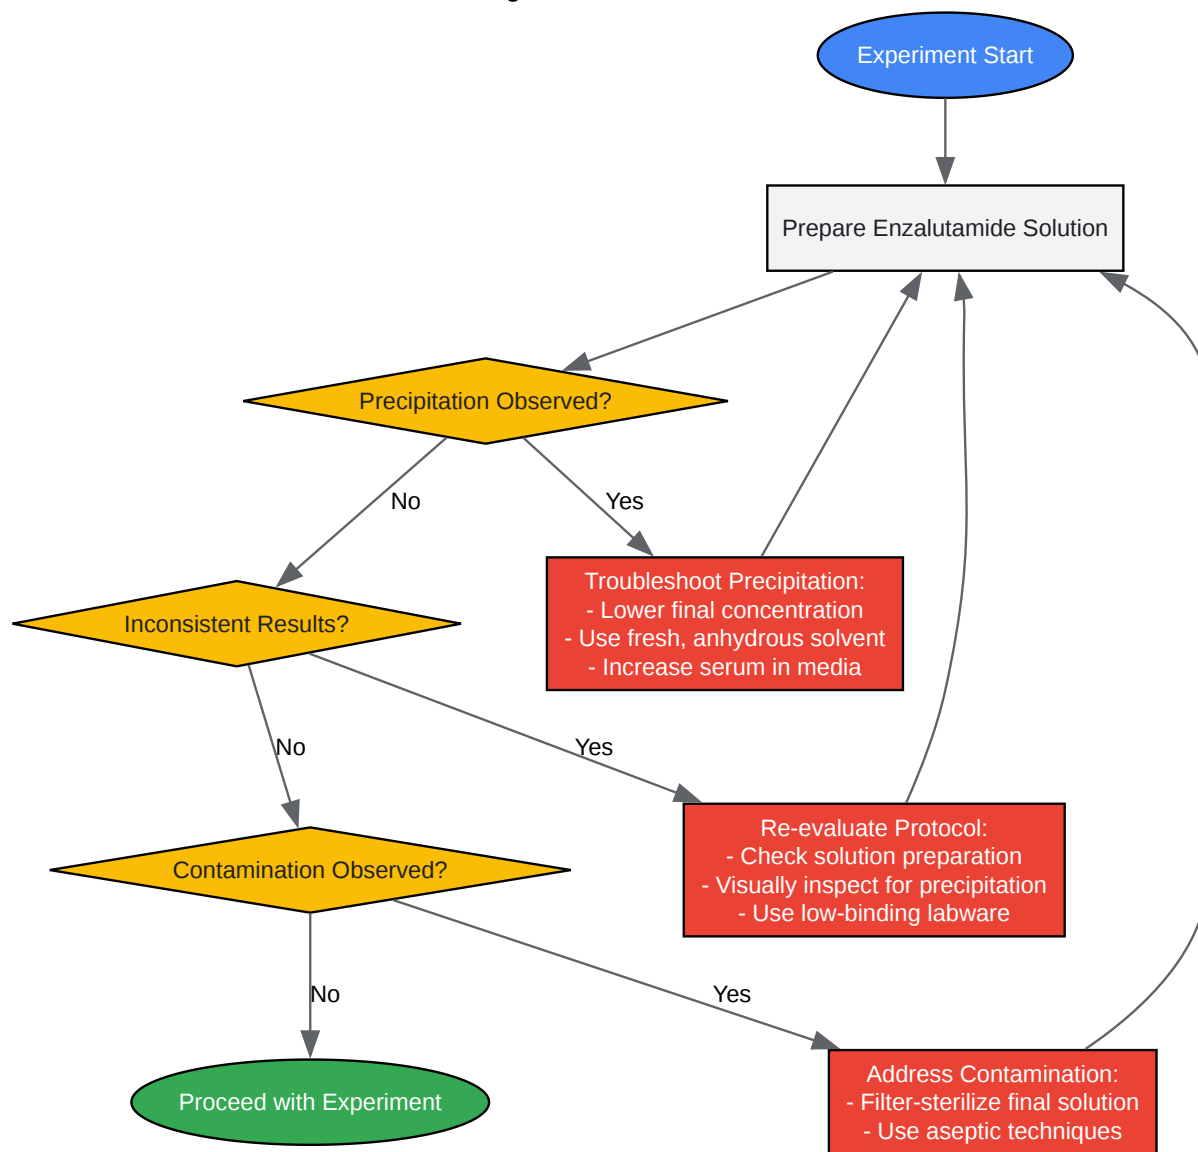 Experiment Start
Prepare Enzalutamide Solution
Precipitation Observed?
No
Yes
Troubleshoot Precipitation:
- Lower final concentration
- Use fresh, anhydrous solvent
- Increase serum in media
Inconsistent Results?
No
Yes
Re-evaluate Protocol:
- Check solution preparation
- Visually inspect for precipitation
- Use low-binding labware
Contamination Observed?
No
Yes
Proceed with Experiment
Address Contamination:
- Filter-sterilize final solution
- Use aseptic techniques